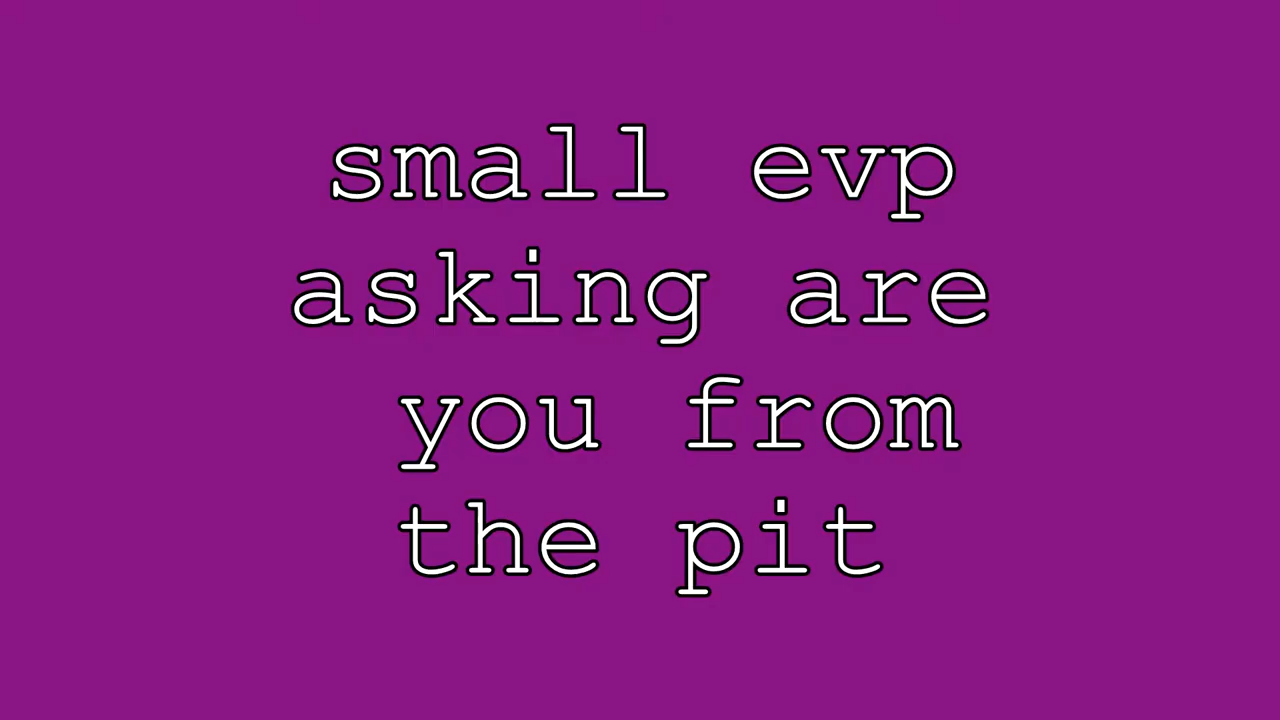 small evp
asking are
you from
the pit